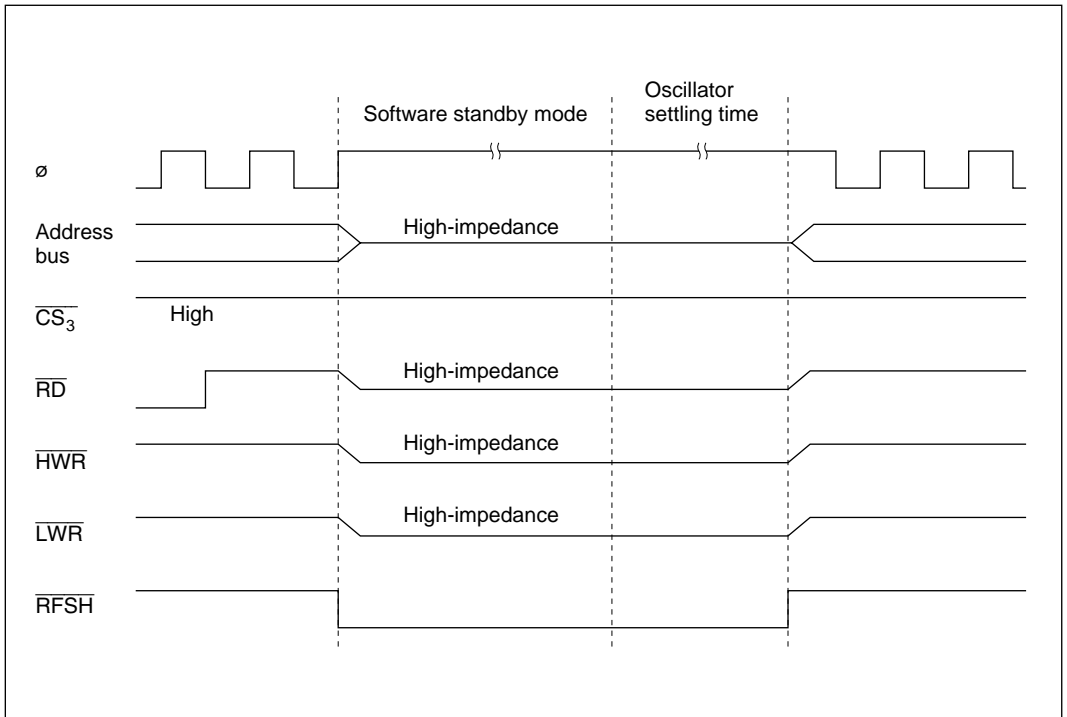 Oscillator
Software standby mode settling time
ø
Address High-impedance
bus
CS3 High
RD High-impedance
HWR High-impedance
LWR High-impedance
RFSH